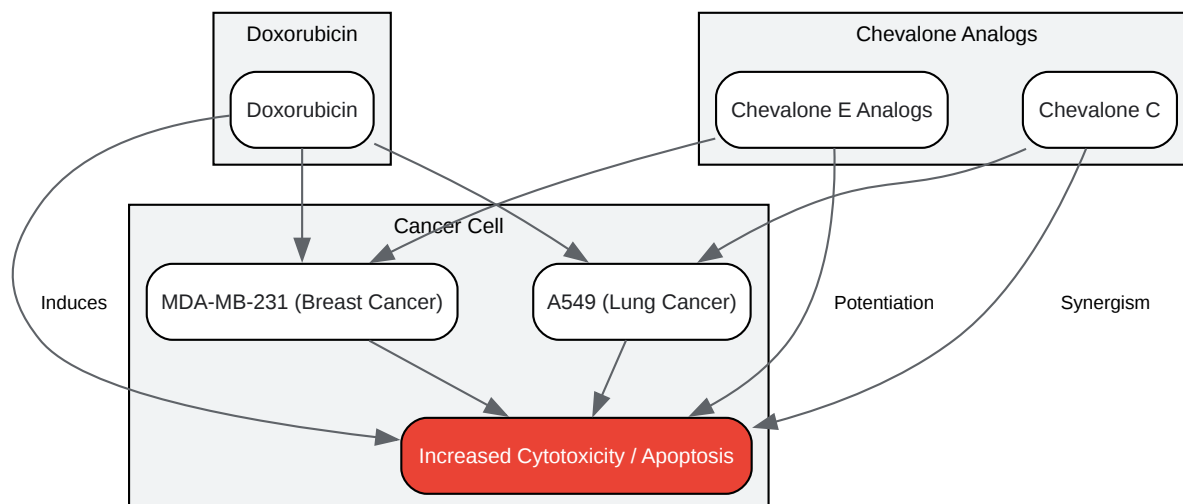 Doxorubicin
Chevalone Analogs
Doxorubicin
Chevalone E Analogs
Chevalone C
Cancer Cell
MDA-MB-231 (Breast Cancer)
A549 (Lung Cancer)
Induces
Potentiation
Synergism
Increased Cytotoxicity / Apoptosis